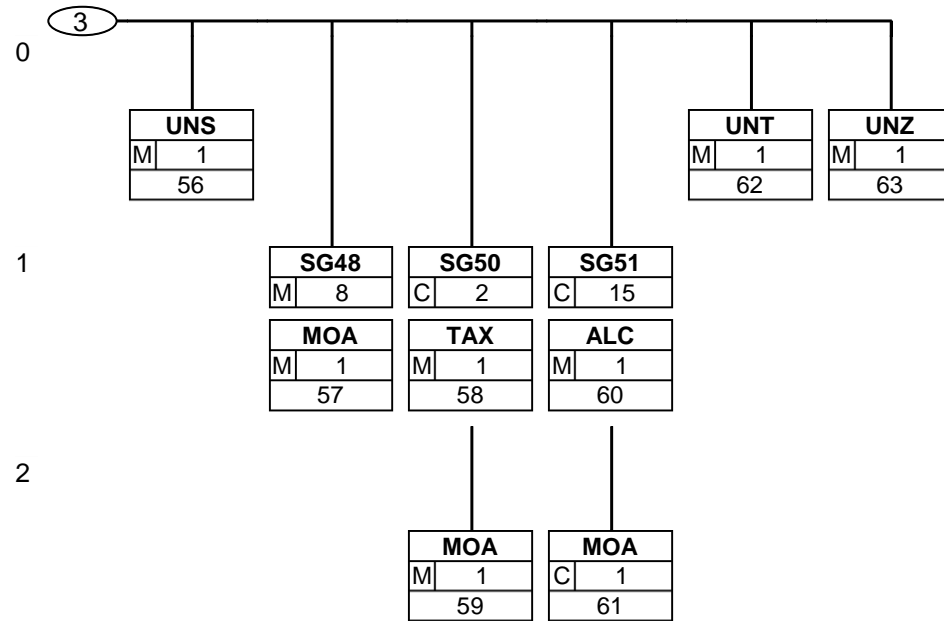 3
0
UNS UNT UNZ
M 1 M 1 M 1
56 62 63
1
SG48 SG50 SG51
M 8 C 2 C 15
MOA TAX ALC
M 1 M 1 M 1
57 58 60
2
MOA MOA
M 1 C 1
59 61